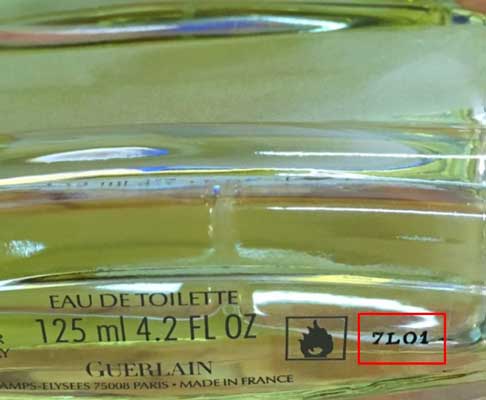 EAU DE TOILETTE
125 ml 4.2 FL OZ
7L01
GUERLAIN
AMPS-ELYSEES 75008 PARIS • MADE IN FRANCE